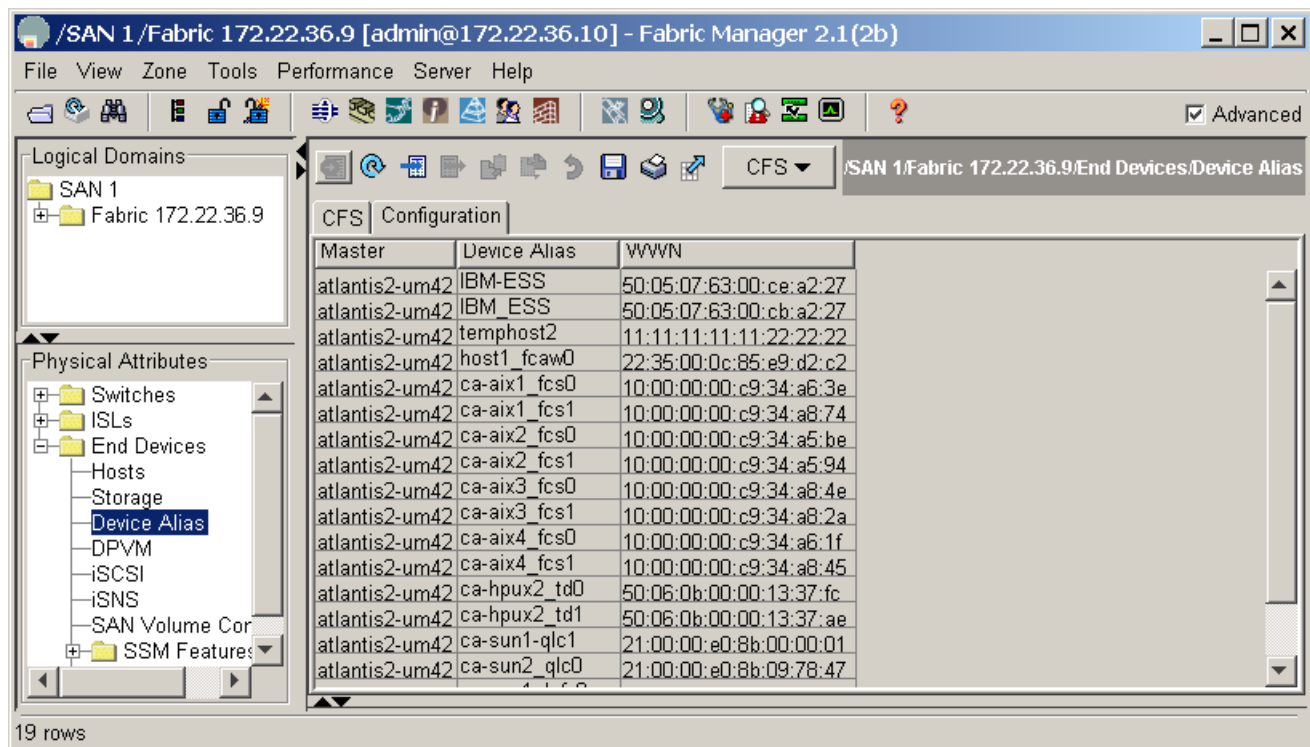 /SAN 1/Fabric 172.22.36.9 [admin@172.22.36.10] - Fabric Manager 2.1(2b)
File View Zone Tools Performance Server Help
Advanced
Logical Domains
SAN 1
Fabric 172.22.36.9
Physical Attributes
Switches
ISLs
End Devices
Hosts
Storage
Device Alias
DPVM
iSCSI
iSNS
SAN Volume Cor
SSM Features
CFS
/SAN 1/Fabric 172.22.36.9/End Devices/Device Alias
CFS Configuration
Master Device Alias WWN
atlantis2-um42 IBM-ESS 50:05:07:63:00:ce:a2:27
atlantis2-um42 IBM_ESS 50:05:07:63:00:cb:a2:27
atlantis2-um42 temphost2 11:11:11:11:11:22:22:22
atlantis2-um42 host1_fcaw0 22:35:00:0c:85:e9:d2:c2
atlantis2-um42 ca-aix1_fcs0 10:00:00:00:c9:34:a6:3e
atlantis2-um42 ca-aix1_fcs1 10:00:00:00:c9:34:a8:74
atlantis2-um42 ca-aix2_fcs0 10:00:00:00:c9:34:a5:be
atlantis2-um42 ca-aix2_fcs1 10:00:00:00:c9:34:a5:94
atlantis2-um42 ca-aix3_fcs0 10:00:00:00:c9:34:a8:4e
atlantis2-um42 ca-aix3_fcs1 10:00:00:00:c9:34:a8:2a
atlantis2-um42 ca-aix4_fcs0 10:00:00:00:c9:34:a6:1f
atlantis2-um42 ca-aix4_fcs1 10:00:00:00:c9:34:a8:45
atlantis2-um42 ca-hpux2_td0 50:06:0b:00:00:13:37:fc
atlantis2-um42 ca-hpux2_td1 50:06:0b:00:00:13:37:ae
atlantis2-um42 ca-sun1-qlc1 21:00:00:e0:8b:00:00:01
atlantis2-um42 ca-sun2_qlc0 21:00:00:e0:8b:09:78:47
19 rows